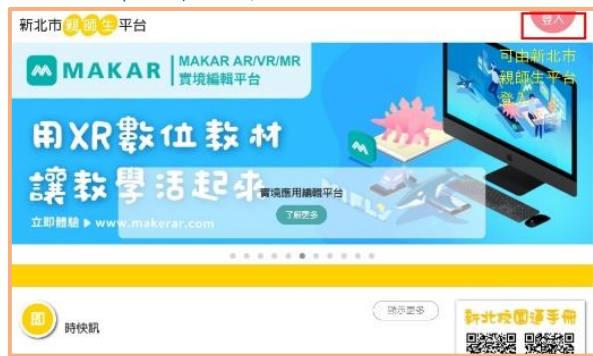 新北市親師生平台
登入
MAKAR
MAKAR AR/VR/MR
實境編輯平台
可由新北市
親師生平台
登入
用XR數位教材
讓教學活起來
實境應用編輯平台
了解更多
立即體驗 ▶ www.makerar.com
即
時快訊
顯示更多
新北校園通手冊